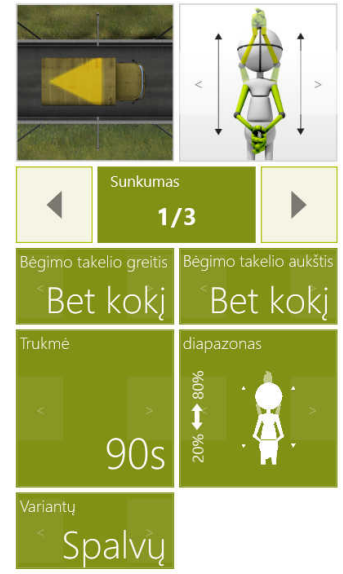 Sunkumas
1/3
Bėgimo takelio greitis
Bet kokį
Bėgimo takelio aukštis
Bet kokį
Trukmė
90s
diapazonas
20% 80%
Variantų
Spalvų